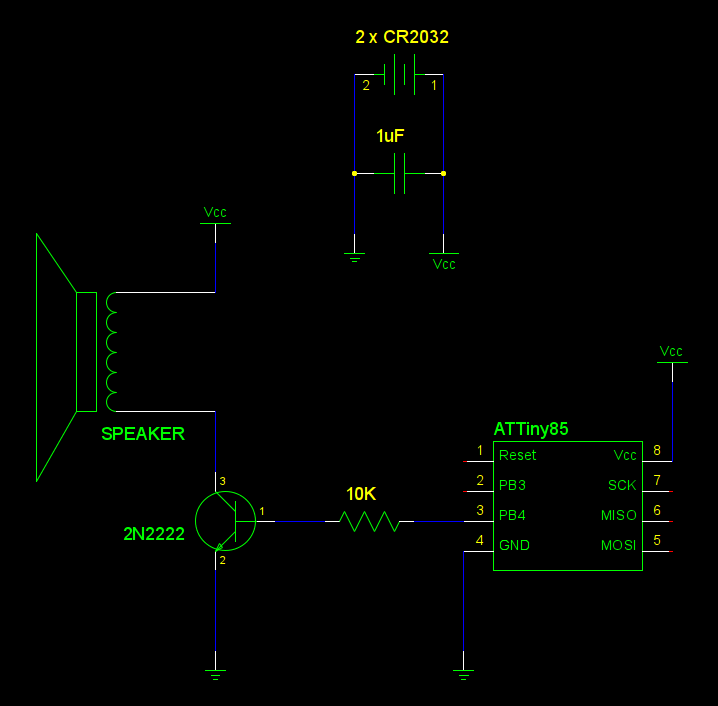 2 x CR2032
2 1
1uF
Vcc
Vcc
Vcc
SPEAKER
ATTiny85
1 Reset Vcc 8
2 PB3 SCK 7
3 PB4 MISO 6
4 GND MOSI 5
10K
3
1
2N2222
2